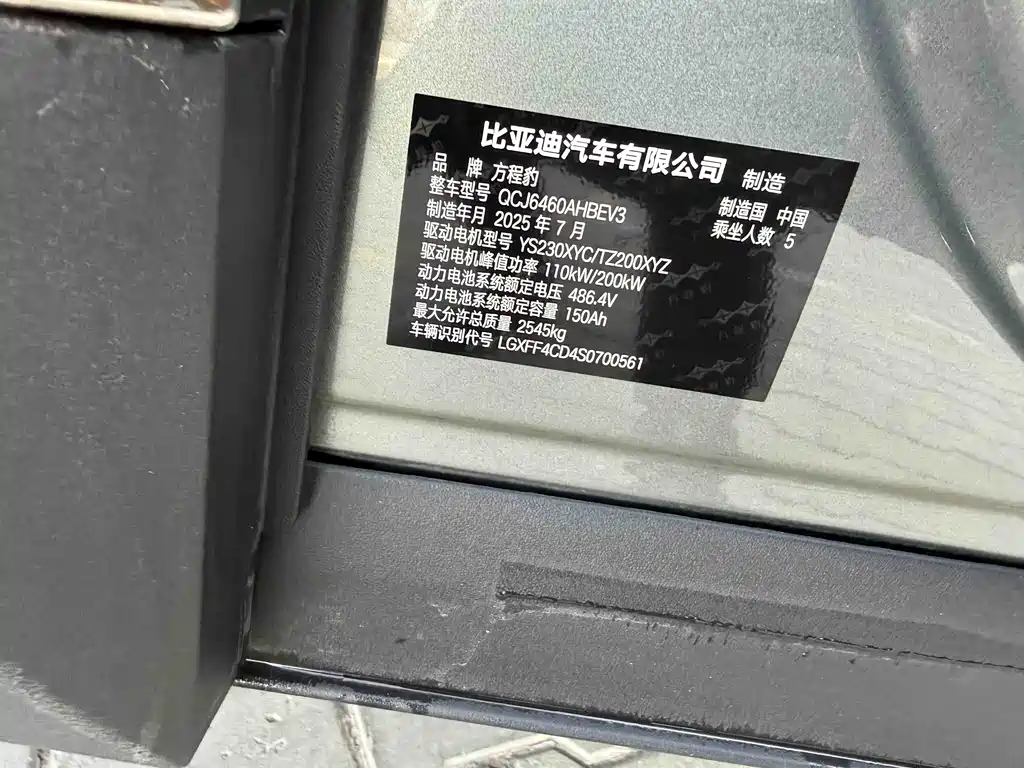 比亚迪汽车有限公司 制造
品 牌 方程豹
制造国 中国
整车型号 QCJ6460AHBEV3
乘坐人数 5
制造年月 2025 年 7 月
驱动电机型号 YS230XYC/TZ200XYZ
驱动电机峰值功率 110kW/200kW
动力电池系统额定电压 486.4V
动力电池系统额定容量 150Ah
最大允许总质量 2545kg
车辆识别代号 LGXFF4CD4S0700561